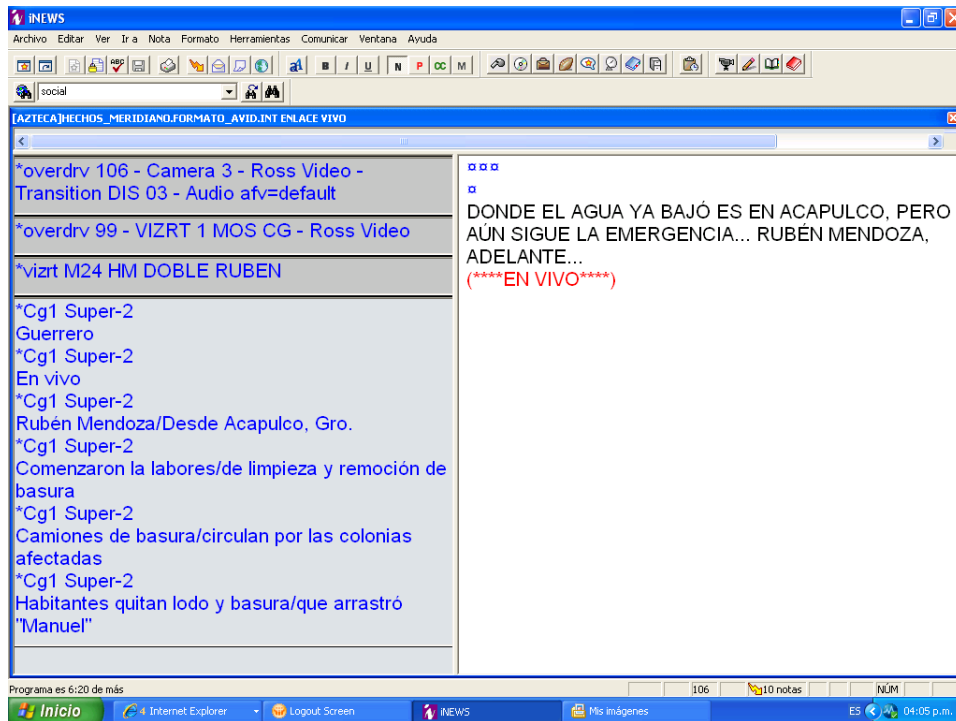 iNEWS
Archivo Editar Ver Ir a Nota Formato Herramientas Comunicar Ventana Ayuda
ABC
B I U N P CC M
social
[AZTECA]HECHOS_MERIDIANO.FORMATO_AVID.INT ENLACE VIVO
*overdrv 106 - Camera 3 - Ross Video -
Transition DIS 03 - Audio afv=default
*overdrv 99 - VIZRT 1 MOS CG - Ross Video
*vizrt M24 HM DOBLE RUBEN
*Cg1 Super-2
Guerrero
*Cg1 Super-2
En vivo
*Cg1 Super-2
Rubén Mendoza/Desde Acapulco, Gro.
*Cg1 Super-2
Comenzaron la labores/de limpieza y remoción de
basura
*Cg1 Super-2
Camiones de basura/circulan por las colonias
afectadas
*Cg1 Super-2
Habitantes quitan lodo y basura/que arrastró
"Manuel"
¤¤¤
¤
DONDE EL AGUA YA BAJÓ ES EN ACAPULCO, PERO
AÚN SIGUE LA EMERGENCIA... RUBÉN MENDOZA,
ADELANTE...
(****EN VIVO****)
Programa es 6:20 de más 106 10 notas NÚM
Inicio 4 Internet Explorer Logout Screen iNEWS Mis imágenes ES 04:05 p.m.